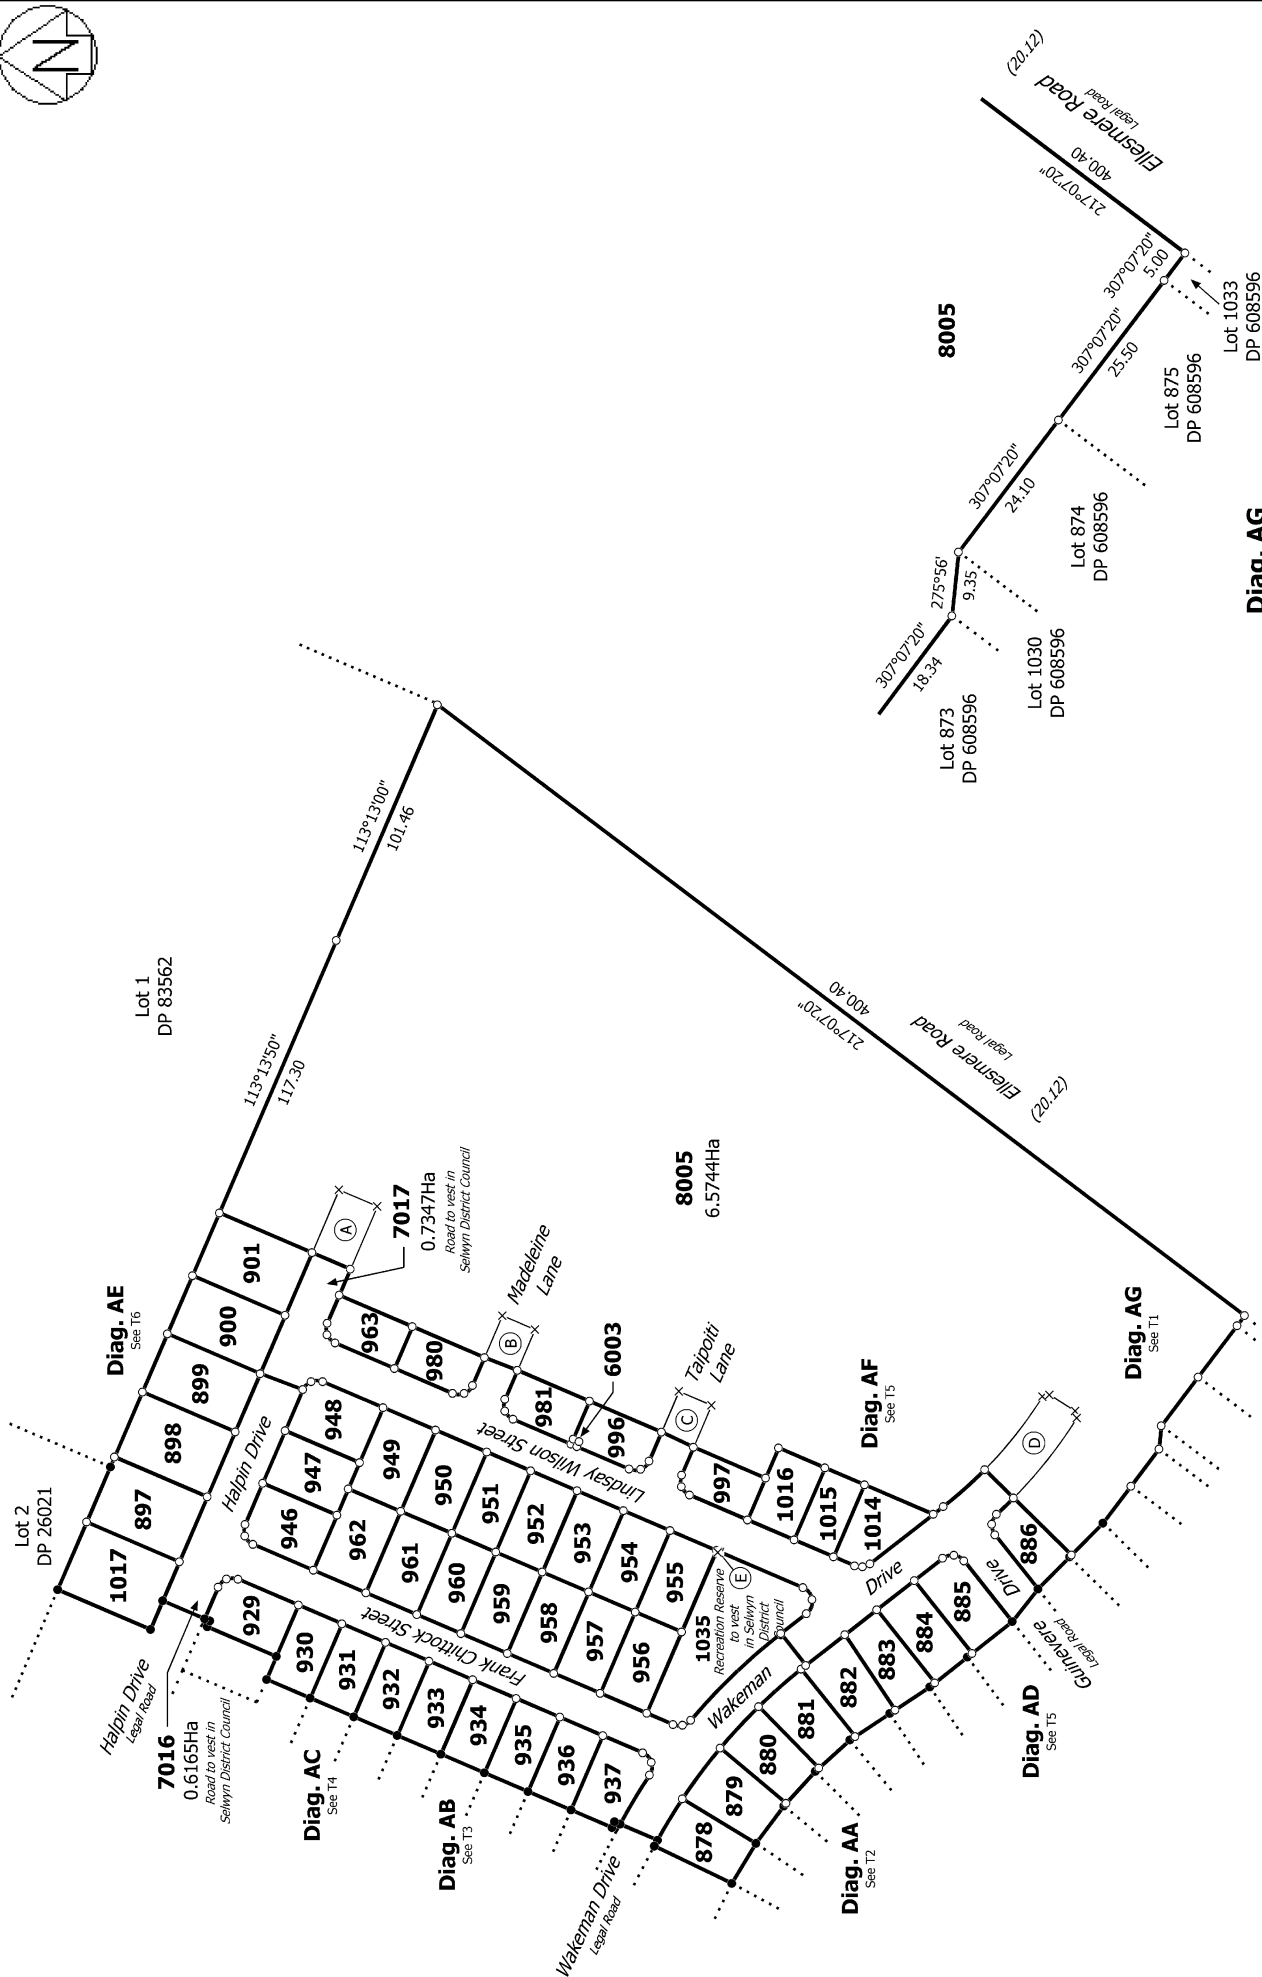 N
Lot 2
DP 26021
Lot 1
DP 83562
Diag. AE
See T6
1017
897
898
899
900
901
113°13'50"
117.30
113°13'00"
101.46
Halpin Drive
Legal Road
Halpin Drive
7016
0.6165Ha
Road to vest in
Selwyn District Council
7017
0.7347Ha
Road to vest in
Selwyn District Council
A
963
980
Madeleine
Lane
B
981
6003
996
Taipoiti
Lane
C
997
1016
1015
1014
Diag. AF
See T5
Lindsay Wilson Street
948
947
946
949
962
950
961
951
960
952
959
953
958
954
957
955
956
1035
Recreation Reserve
to vest
in Selwyn
District
Council
E
Frank Chittock Street
929
930
931
932
933
934
935
936
937
Diag. AC
See T4
Diag. AB
See T3
Wakeman Drive
Legal Road
Wakeman
Drive
878
879
880
881
882
883
884
885
886
Diag. AA
See T2
Diag. AD
See T5
Guinevere
Drive
Legal Road
D
Diag. AG
See T1
8005
6.5744Ha
217°07'20"
400.40
Ellesmere Road
Legal Road
(20.12)
8005
Ellesmere Road
Legal Road
(20.12)
217°07'20"
400.40
307°07'20"
5.00
307°07'20"
25.50
307°07'20"
24.10
275°56'
9.35
307°07'20"
18.34
Lot 873
DP 608596
Lot 1030
DP 608596
Lot 874
DP 608596
Lot 875
DP 608596
Lot 1033
DP 608596
Diag. AG